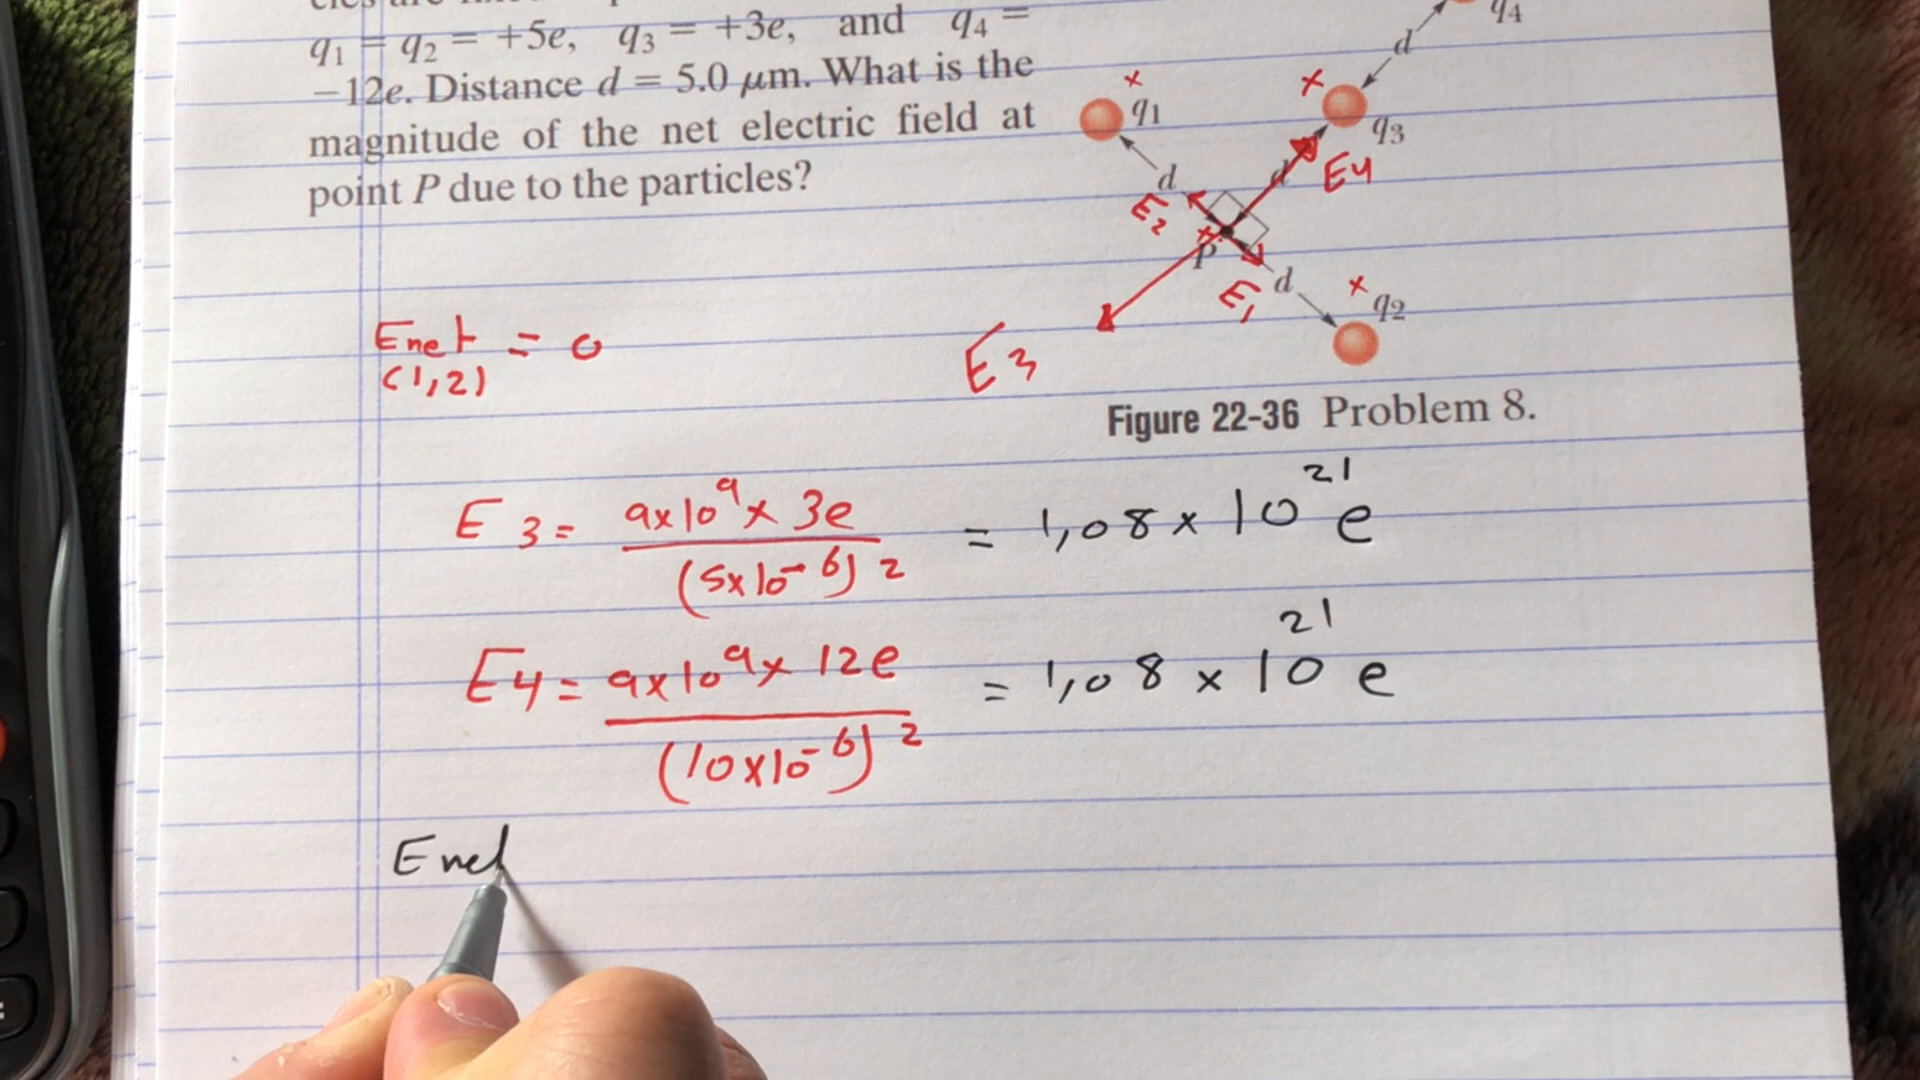 q1 = q2 = +5e, q3 = +3e, and q4 =
−12e. Distance d = 5.0 μm. What is the
magnitude of the net electric field at
point P due to the particles?
q4
d
+
q1
+
q3
d
d
E4
E2
+
P
E1
d
+
q2
E3
Figure 22-36 Problem 8.
Enet = 0
(1,2)
E3 = 9x10^9 x 3e / (5x10^-6)^2 = 1,08 x 10^21 e
E4 = 9x10^9 x 12e / (10x10^-6)^2 = 1,08 x 10^21 e
Enet